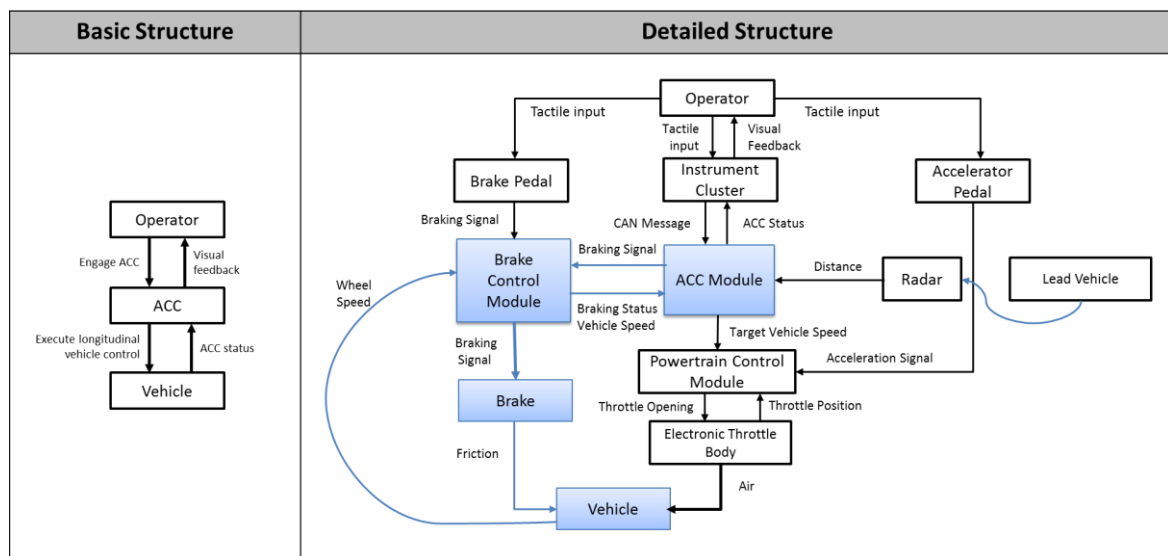 Basic Structure
Detailed Structure
Operator
Engage ACC
Visual
feedback
ACC
Execute longitudinal
vehicle control
ACC status
Vehicle
Operator
Tactile input
Tactile
input
Visual
Feedback
Tactile input
Brake Pedal
Instrument
Cluster
Accelerator
Pedal
Braking Signal
CAN Message
ACC Status
Wheel
Speed
Brake
Control
Module
Braking Signal
Braking Status
Vehicle Speed
ACC Module
Distance
Radar
Lead Vehicle
Braking
Signal
Target Vehicle Speed
Powertrain Control
Module
Acceleration Signal
Brake
Throttle Opening
Throttle Position
Electronic Throttle
Body
Friction
Air
Vehicle